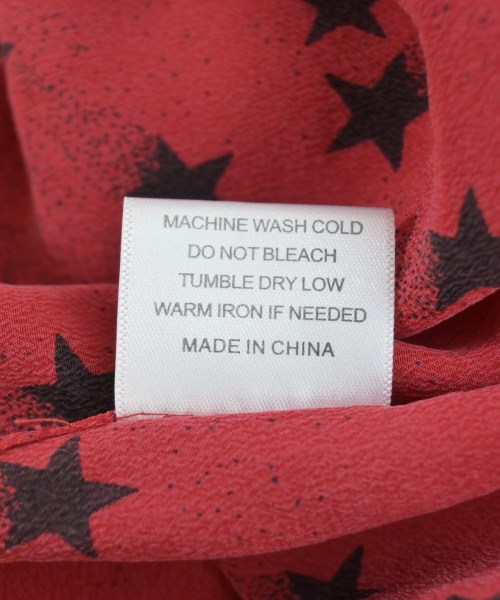 MACHINE WASH COLD
DO NOT BLEACH
TUMBLE DRY LOW
WARM IRON IF NEEDED
MADE IN CHINA